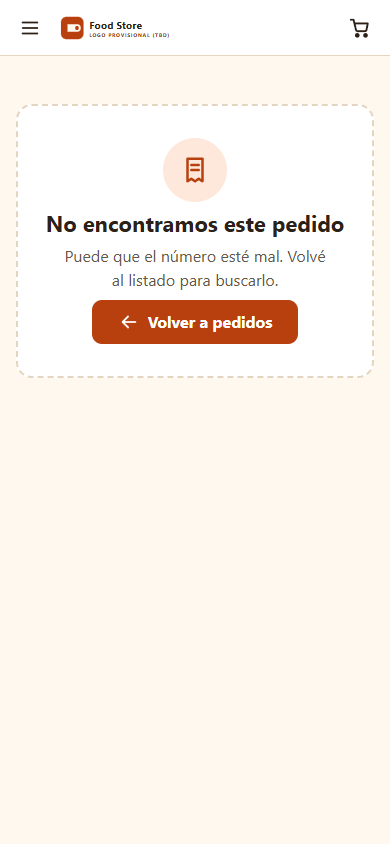 Food Store
LOGO PROVISIONAL (TBD)
No encontramos este pedido
Puede que el número esté mal. Volvé
al listado para buscarlo.
Volver a pedidos